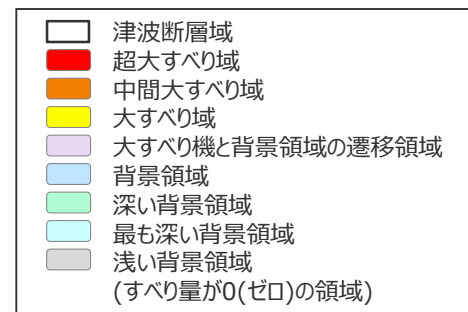 津波断層域
超大すべり域
中間大すべり域
大すべり域
大すべり機と背景領域の遷移領域
背景領域
深い背景領域
最も深い背景領域
浅い背景領域
(すべり量が0(ゼロ)の領域)